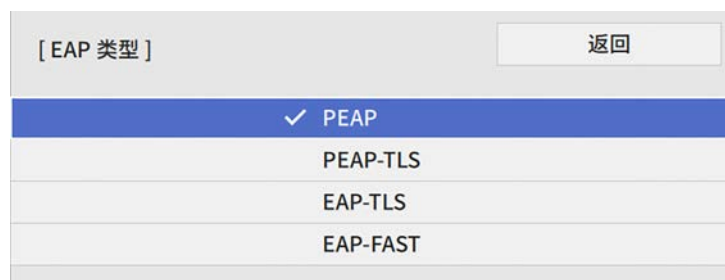 [ EAP 类型 ]
返回
PEAP
PEAP-TLS
EAP-TLS
EAP-FAST